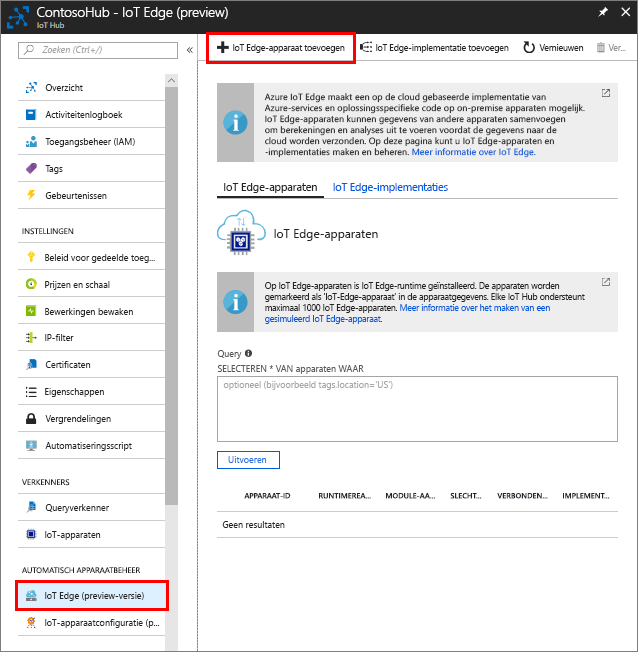 ContosoHub - IoT Edge (preview)
IoT Hub
Zoeken (Ctrl+/)
Overzicht
Activiteitenlogboek
Toegangsbeheer (IAM)
Tags
Gebeurtenissen
INSTELLINGEN
Beleid voor gedeelde toeg...
Prijzen en schaal
Bewerkingen bewaken
IP-filter
Certificaten
Eigenschappen
Vergrendelingen
Automatiseringsscript
VERKENNERS
Queryverkenner
IoT-apparaten
AUTOMATISCH APPARAATBEHEER
IoT Edge (preview-versie)
IoT-apparaatconfiguratie (p...
IoT Edge-apparaat toevoegen
IoT Edge-implementatie toevoegen
Vernieuwen
Ver...
Azure IoT Edge maakt een op de cloud gebaseerde implementatie van
Azure-services en oplossingsspecifieke code op on-premise apparaten mogelijk.
IoT Edge-apparaten kunnen gegevens van andere apparaten samenvoegen
om berekeningen en analyses uit te voeren voordat de gegevens naar de
cloud worden verzonden. Op deze pagina kunt u IoT Edge-apparaten en
-implementaties maken en beheren. Meer informatie over IoT Edge.
IoT Edge-apparaten IoT Edge-implementaties
IoT Edge-apparaten
Op IoT Edge-apparaten is IoT Edge-runtime geïnstalleerd. De apparaten worden
gemarkeerd als 'IoT-Edge-apparaat' in de apparaatgegevens. Elke IoT Hub ondersteunt
maximaal 1000 IoT Edge-apparaten. Meer informatie over het maken van een
gesimuleerd IoT Edge-apparaat.
Query
SELECTEREN * VAN apparaten WAAR
optioneel (bijvoorbeeld tags.location='US')
Uitvoeren
APPARAAT-ID RUNTIMEREA... MODULE-AA... SLECHT... VERBONDEN... IMPLEMENT...
Geen resultaten